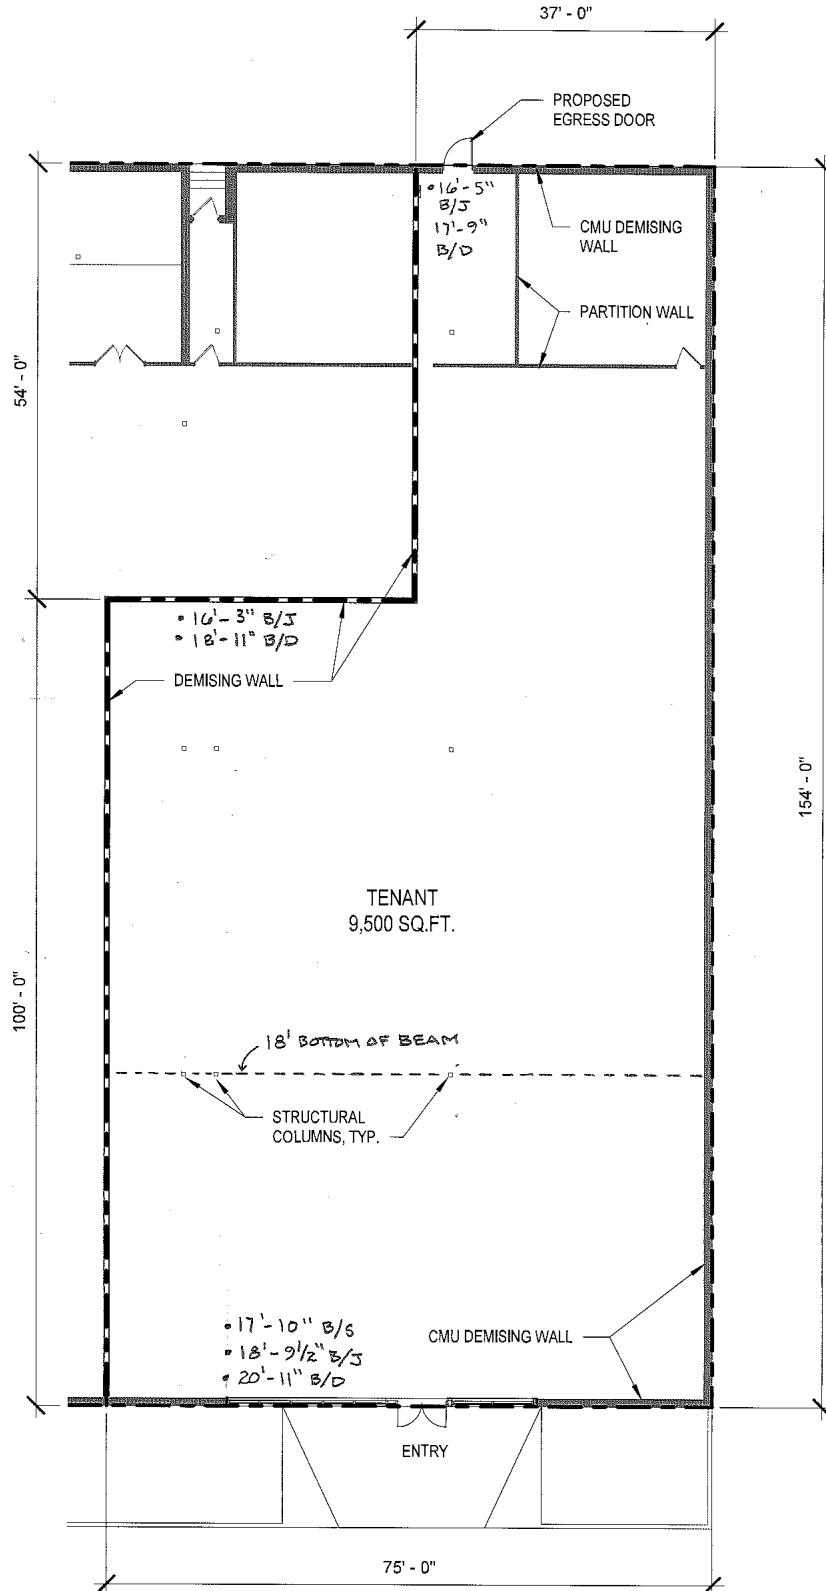 37' - 0"
PROPOSED
EGRESS DOOR
16'-5"
B/J
17'-9"
B/D
CMU DEMISING
WALL
PARTITION WALL
54' - 0"
16'-3" B/J
18'-11" B/D
DEMISING WALL
154' - 0"
TENANT
9,500 SQ.FT.
100' - 0"
18' BOTTOM OF BEAM
STRUCTURAL
COLUMNS, TYP.
17'-10" B/S
18'-9 1/2" B/J
20'-11" B/D
CMU DEMISING WALL
ENTRY
75' - 0"